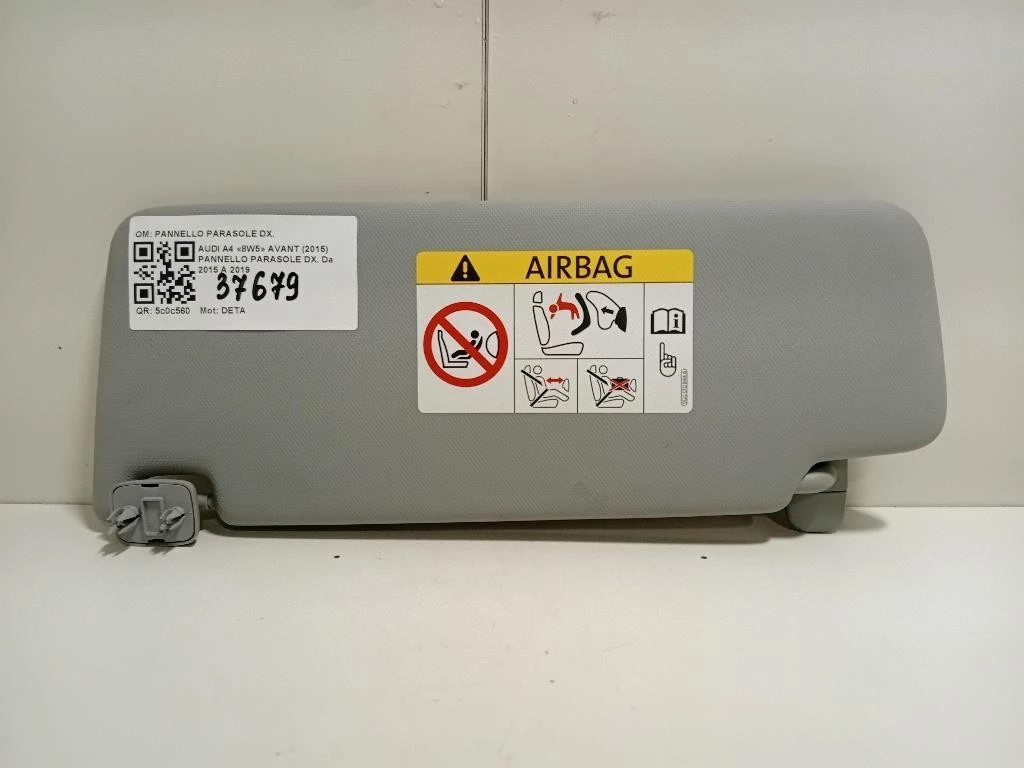 OM: PANNELLO PARASOLE DX.
AUDI A4 «8W5» AVANT (2015)
PANNELLO PARASOLE DX. Da
2015 A 2019
37679
QR: 5c0c560 Mot: DETA
AIRBAG